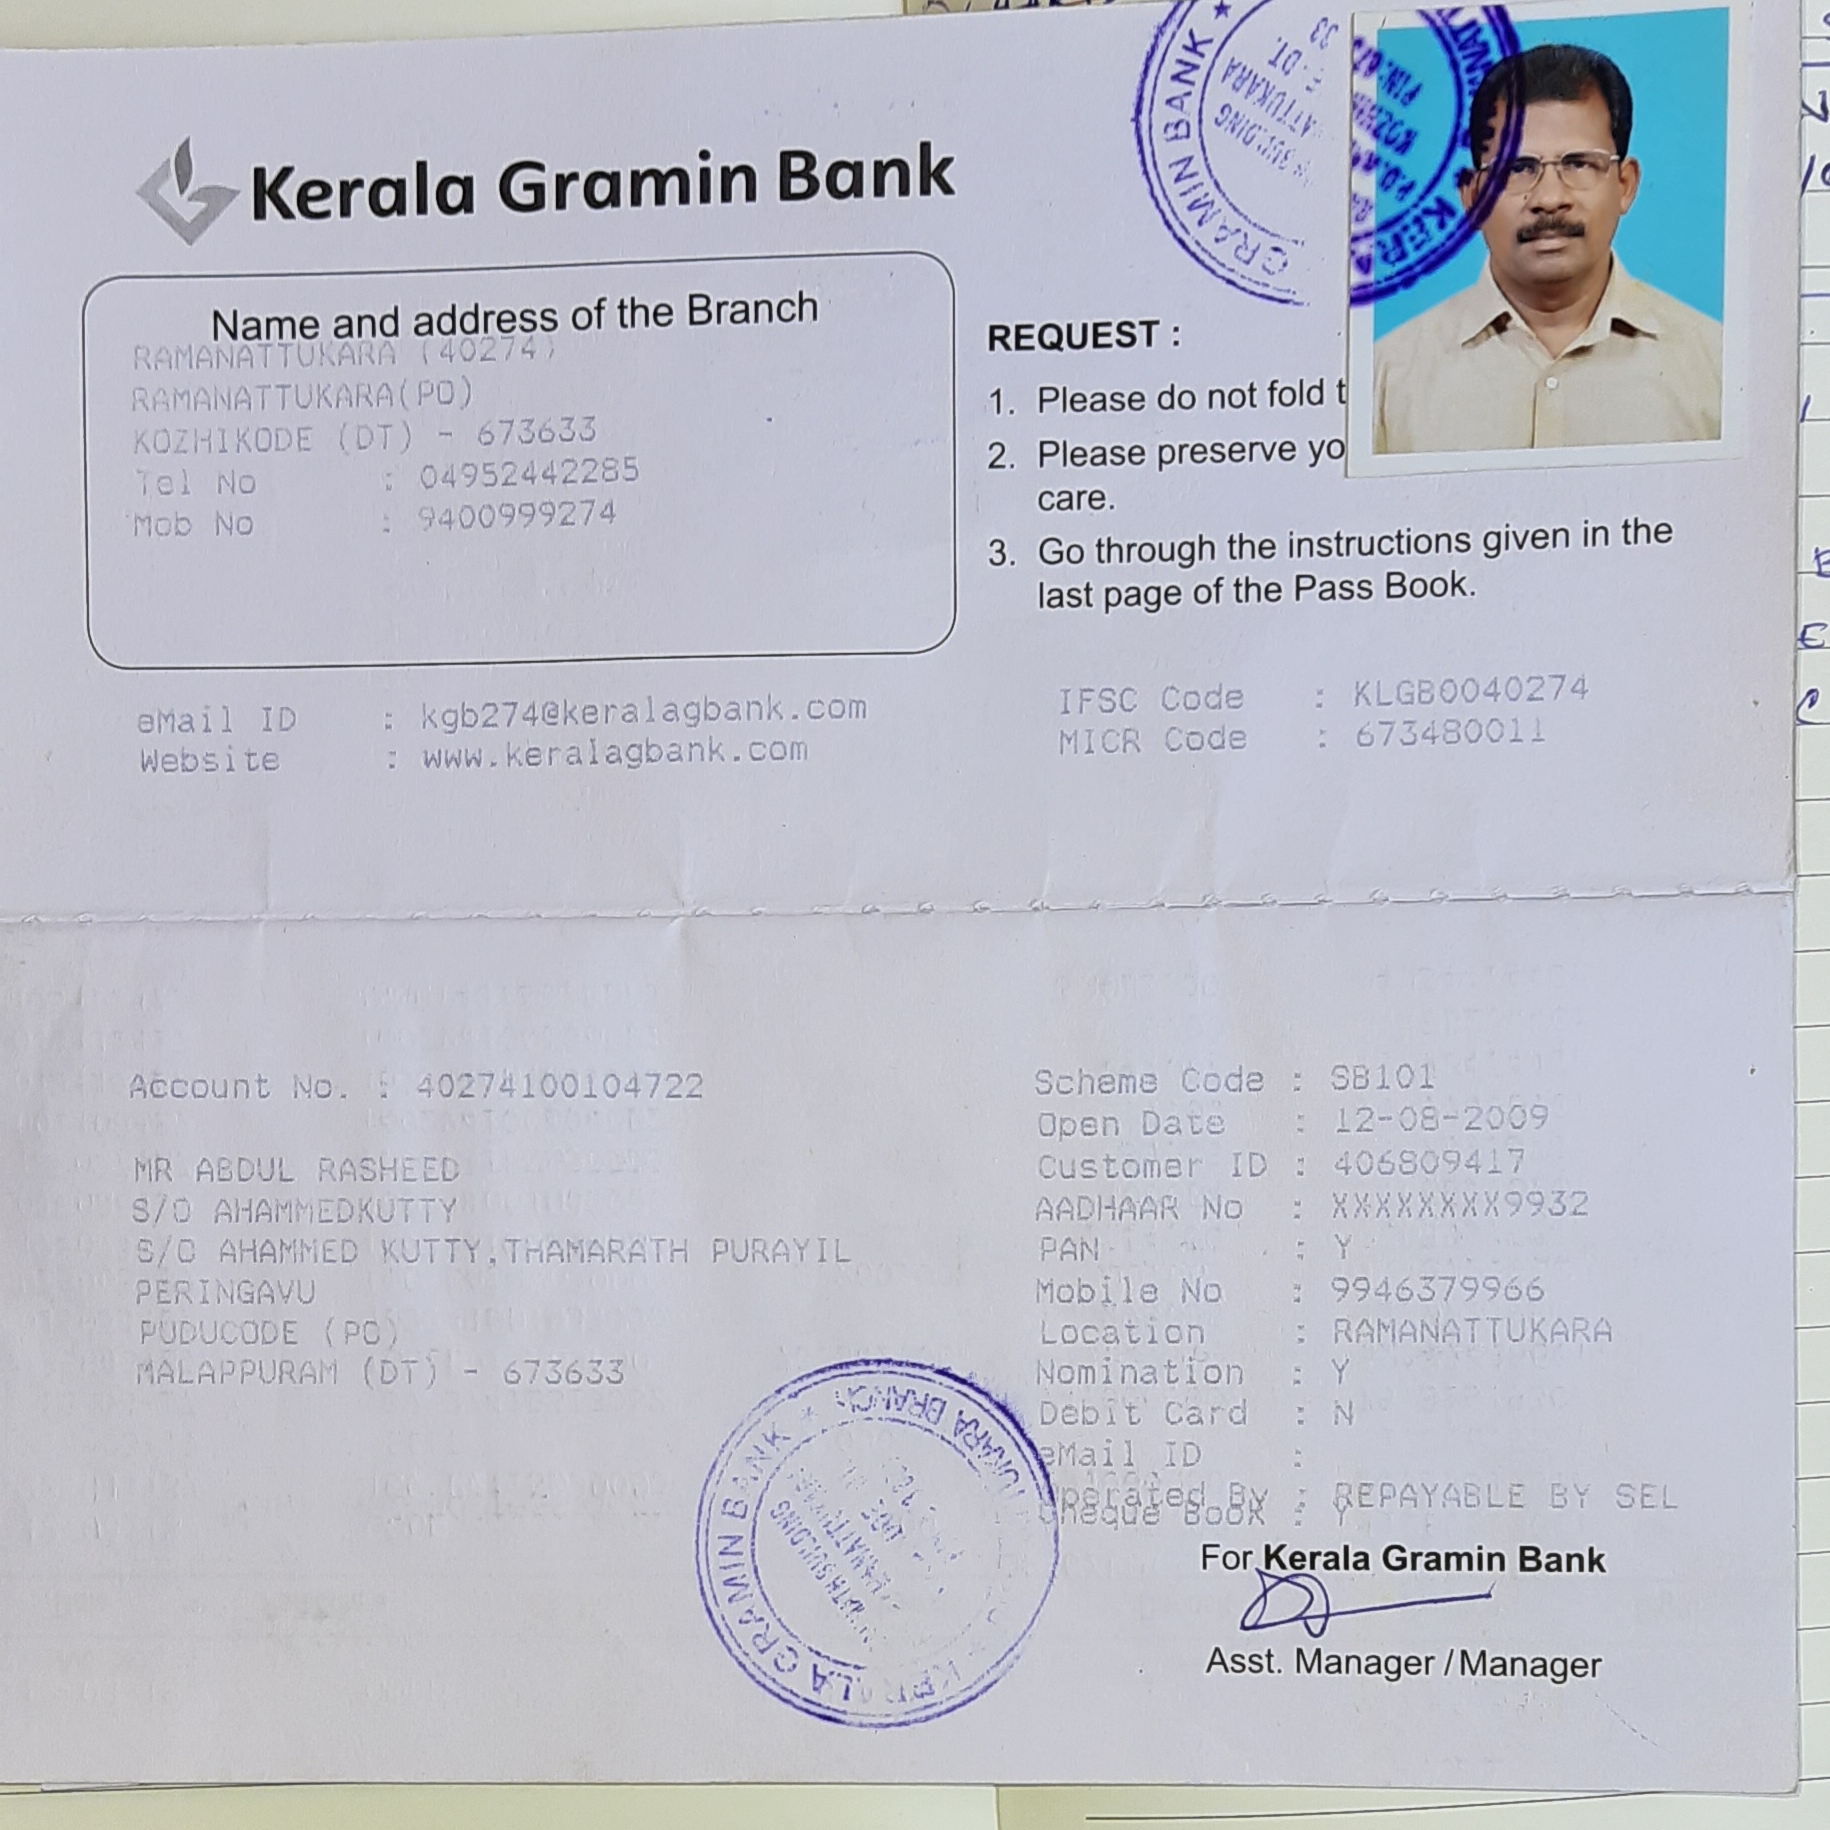 Kerala Gramin Bank
Name and address of the Branch
RAMANATTUKARA (40274)
RAMANATTUKARA(PO)
KOZHIKODE (DT) - 673633
Tel No : 04952442285
Mob No : 9400999274
REQUEST :
1. Please do not fold t
2. Please preserve yo
care.
3. Go through the instructions given in the
last page of the Pass Book.
eMail ID : kgb274@keralagbank.com
Website : www.keralagbank.com
IFSC Code : KLGB0040274
MICR Code : 673480011
GRAMIN BANK
Account No. : 40274100104722
MR ABDUL RASHEED
S/O AHAMMEDKUTTY
S/O AHAMMED KUTTY,THAMARATH PURAYIL
PERINGAVU
PUDUCODE (PO)
MALAPPURAM (DT) - 673633
Scheme Code : SB101
Open Date : 12-08-2009
Customer ID : 406809417
AADHAAR No : XXXXXXXX9932
PAN : Y
Mobile No : 9946379966
Location : RAMANATTUKARA
Nomination : Y
Debit Card : N
eMail ID :
Operated By : REPAYABLE BY SEL
Cheque Book : Y
For Kerala Gramin Bank
Asst. Manager / Manager
KERALA GRAMIN BANK